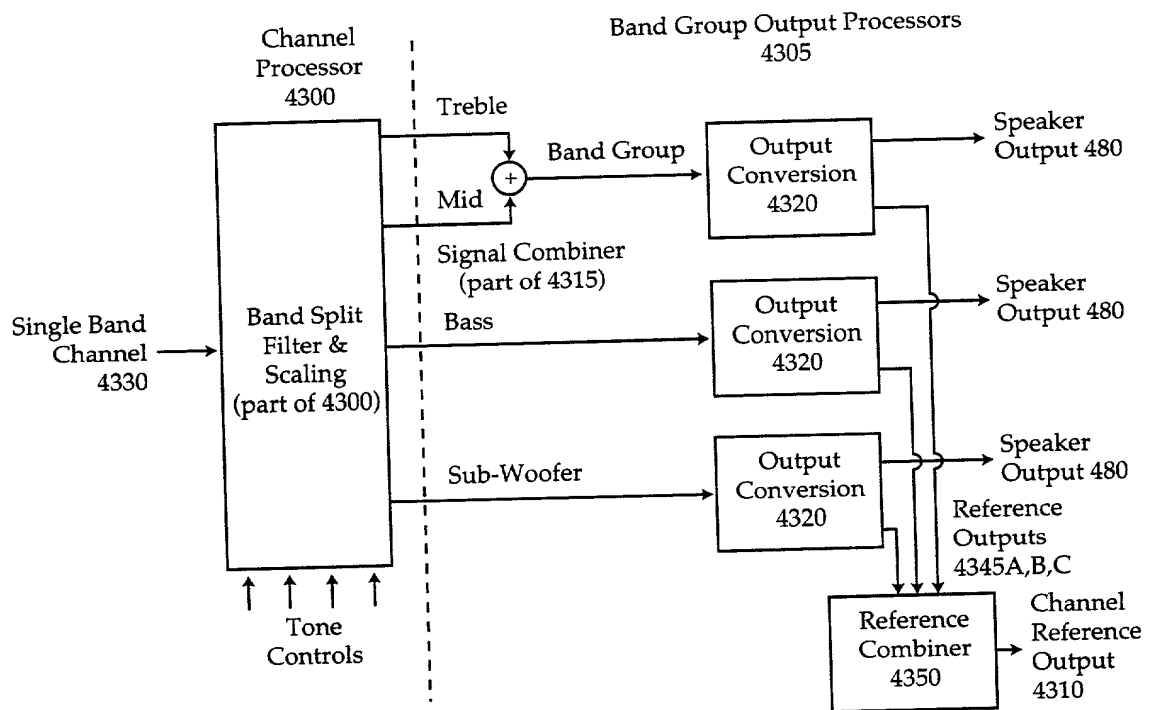 Channel
Processor
4300
Band Group Output Processors
4305
Treble
Band Group
+
Mid
Signal Combiner
(part of 4315)
Output
Conversion
4320
Speaker
Output 480
Single Band
Channel
4330
Band Split
Filter &
Scaling
(part of 4300)
Bass
Output
Conversion
4320
Speaker
Output 480
Sub-Woofer
Output
Conversion
4320
Speaker
Output 480
Reference
Outputs
4345A,B,C
Tone
Controls
Reference
Combiner
4350
Channel
Reference
Output
4310